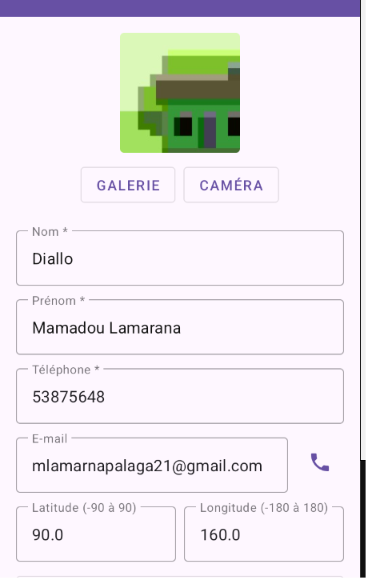 GALERIE CAMÉRA
Nom *
Diallo
Prénom *
Mamadou Lamarana
Téléphone *
53875648
E-mail
mlamarnapalaga21@gmail.com
Latitude (-90 à 90) Longitude (-180 à 180)
90.0 160.0